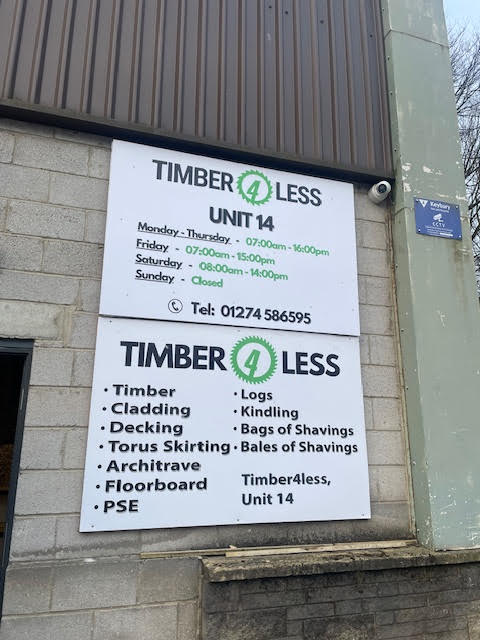 TIMBER 4 LESS
UNIT 14
Monday - Thursday - 07:00am - 16:00pm
Friday - 07:00am - 15:00pm
Saturday - 08:00am - 14:00pm
Sunday - Closed
Tel: 01274 586595
Keybury
CCTV
TIMBER 4 LESS
• Timber
• Cladding
• Decking
• Torus Skirting
• Architrave
• Floorboard
• PSE
• Logs
• Kindling
• Bags of Shavings
• Bales of Shavings
Timber4less,
Unit 14